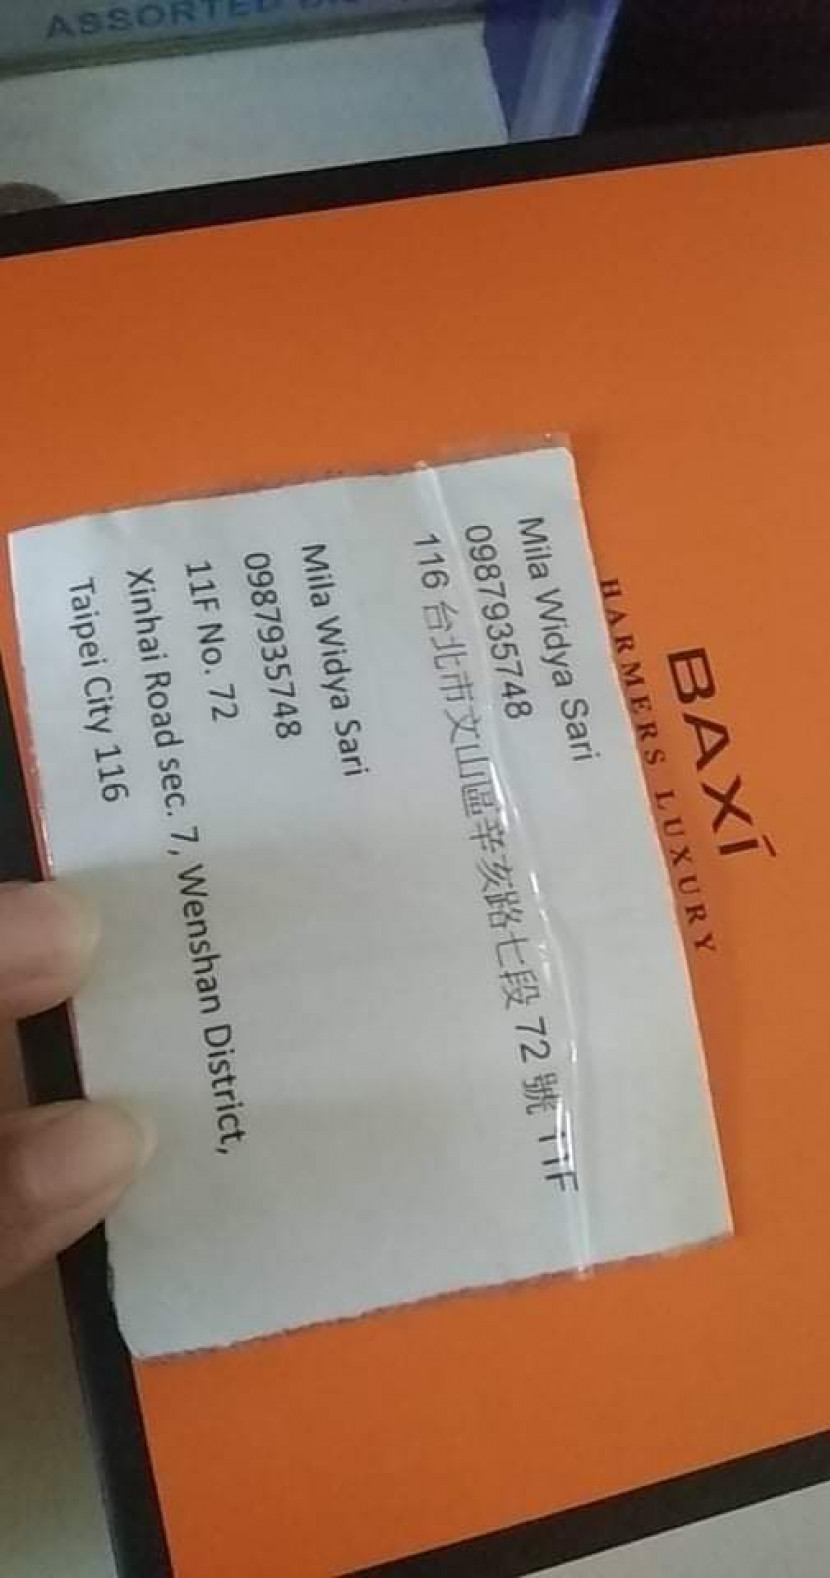 ASSORTED
BAXÍ
HARMERS LUXURY
Mila Widya Sari
0987935748
116 台北市文山區辛亥路七段 72 號 11F
Mila Widya Sari
0987935748
11F No. 72
Xinhai Road sec. 7, Wenshan District,
Taipei City 116